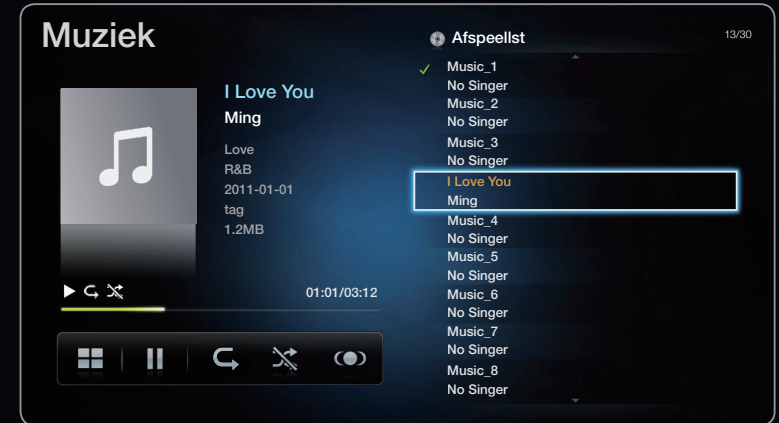 Muziek
I Love You
Ming
Love
R&B
2011-01-01
tag
1.2MB
01:01/03:12
Afspeellst
13/30
Music_1
No Singer
Music_2
No Singer
Music_3
No Singer
I Love You
Ming
Music_4
No Singer
Music_5
No Singer
Music_6
No Singer
Music_7
No Singer
Music_8
No Singer